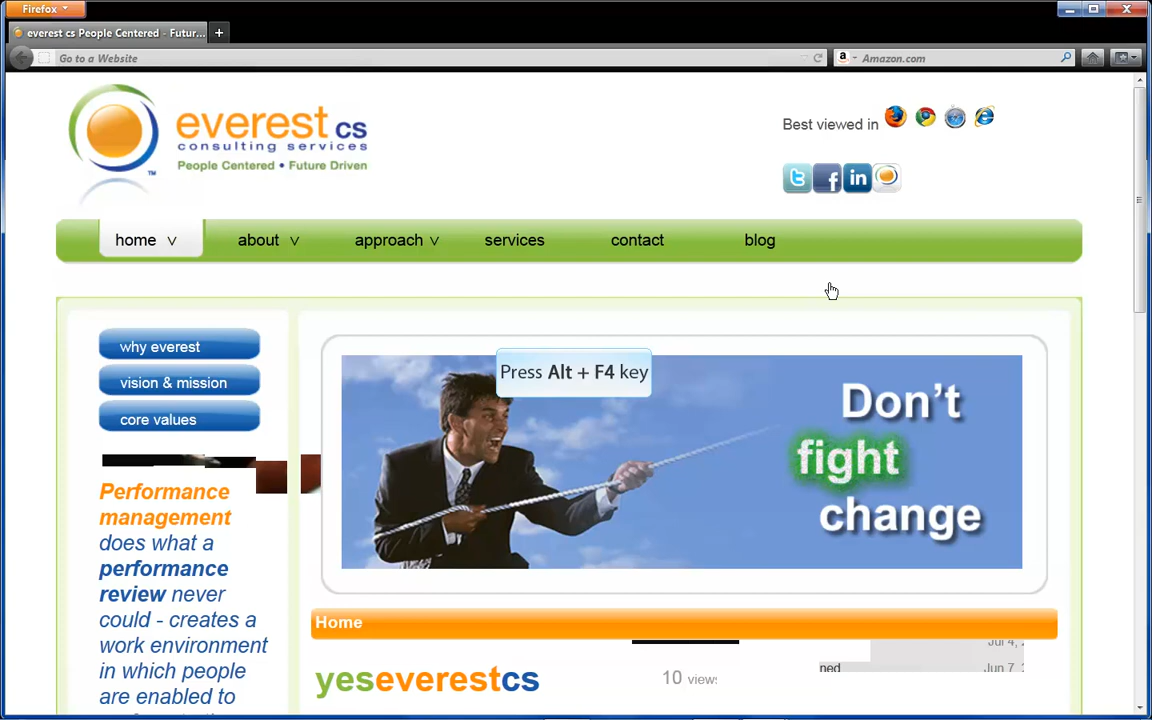 Firefox
everest cs People Centered - Futur...
Go to a Website
Amazon.com
everest cs
consulting services
People Centered • Future Driven
TM
Best viewed in
home
about
approach
services
contact
blog
why everest
vision & mission
core values
Press Alt + F4 key
Don't
fight
change
Performance
management
does what a
performance
review never
could - creates a
work environment
in which people
are enabled to
Home
yeseverestcs
10 views
Jul 4,
ned
Jun 7,